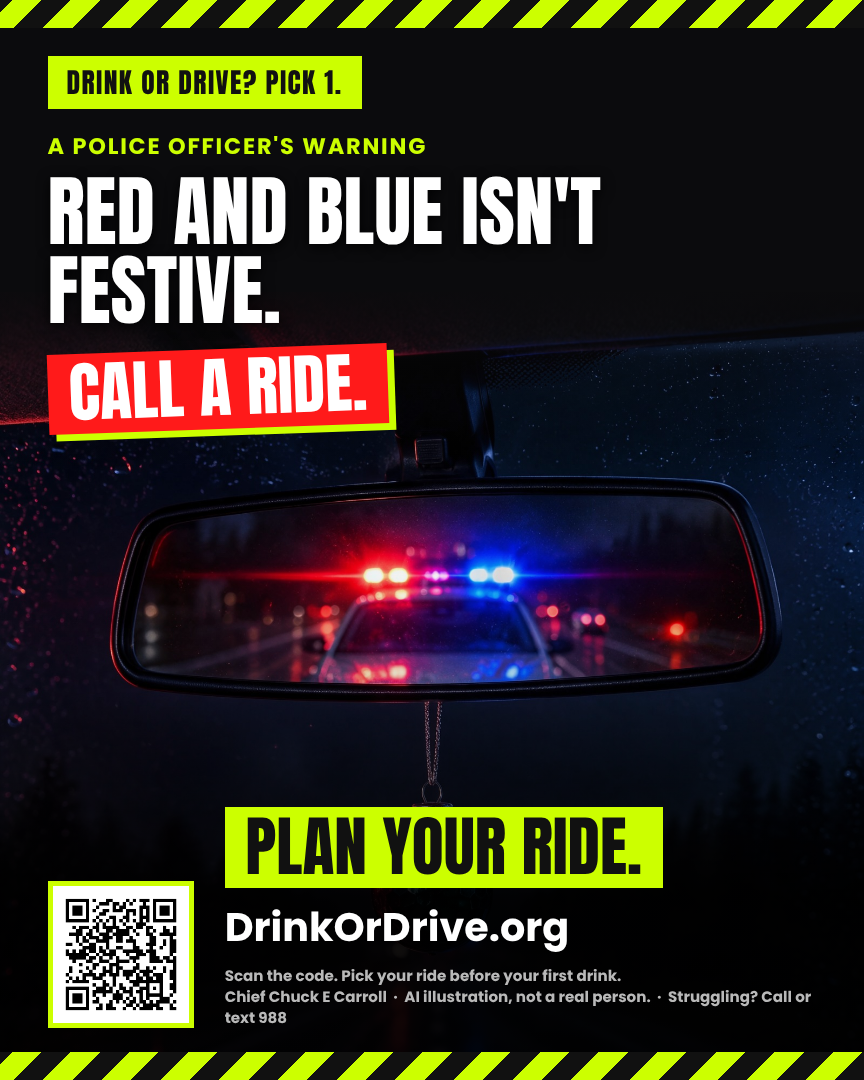 DRINK OR DRIVE? PICK 1.
A POLICE OFFICER'S WARNING
RED AND BLUE ISN'T
FESTIVE.
CALL A RIDE.
PLAN YOUR RIDE.
DrinkOrDrive.org
Scan the code. Pick your ride before your first drink.
Chief Chuck E Carroll · AI illustration, not a real person. · Struggling? Call or
text 988